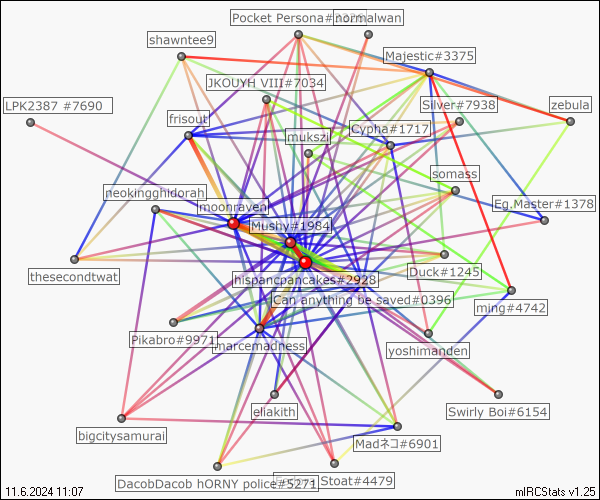 Pocket Persona#
normalwan
shawntee9
Majestic#3375
JKOUYH VIII#7034
LPK2387 #7690
Silver#7938
zebula
frisout
Cypha#1717
mukszi
somass
neokingghidorah
moonraveni
Eg.Master#1378
Mushy#1984
thesecondtwat
Duck#1245
hispancpancakes#2928
Can anything be saved#0396
ming#4742
Pikabro#9971
marcemadness
yoshimanden
eliakith
Swirly Boi#6154
bigcitysamurai
Madネコ#6901
DacobDacob hORNY police#5271
Stoat#4479
11.6.2024 11:07
mIRCStats v1.25